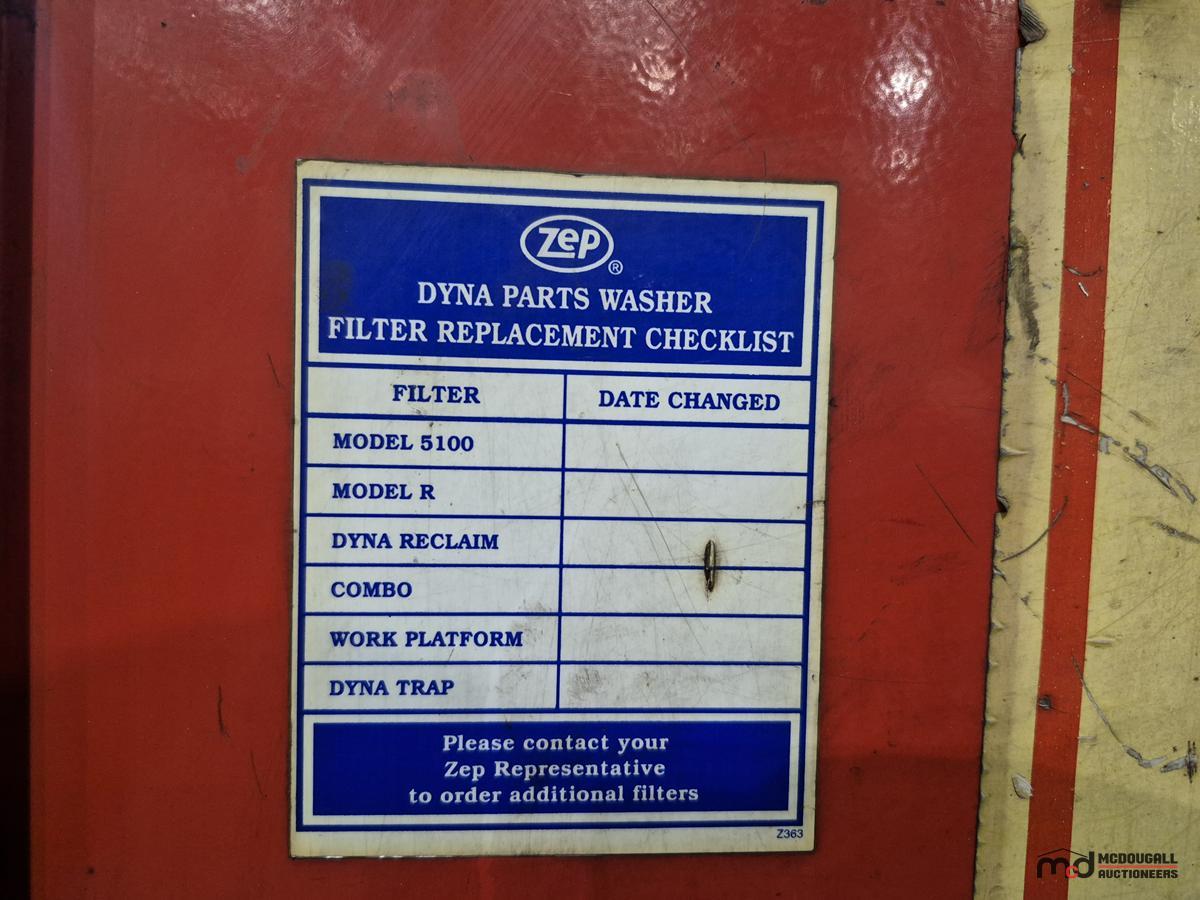 Zep ®
DYNA PARTS WASHER
FILTER REPLACEMENT CHECKLIST
FILTER DATE CHANGED
MODEL 5100
MODEL R
DYNA RECLAIM
COMBO
WORK PLATFORM
DYNA TRAP
Please contact your
Zep Representative
to order additional filters
Z363
mcd MCDOUGALL
AUCTIONEERS